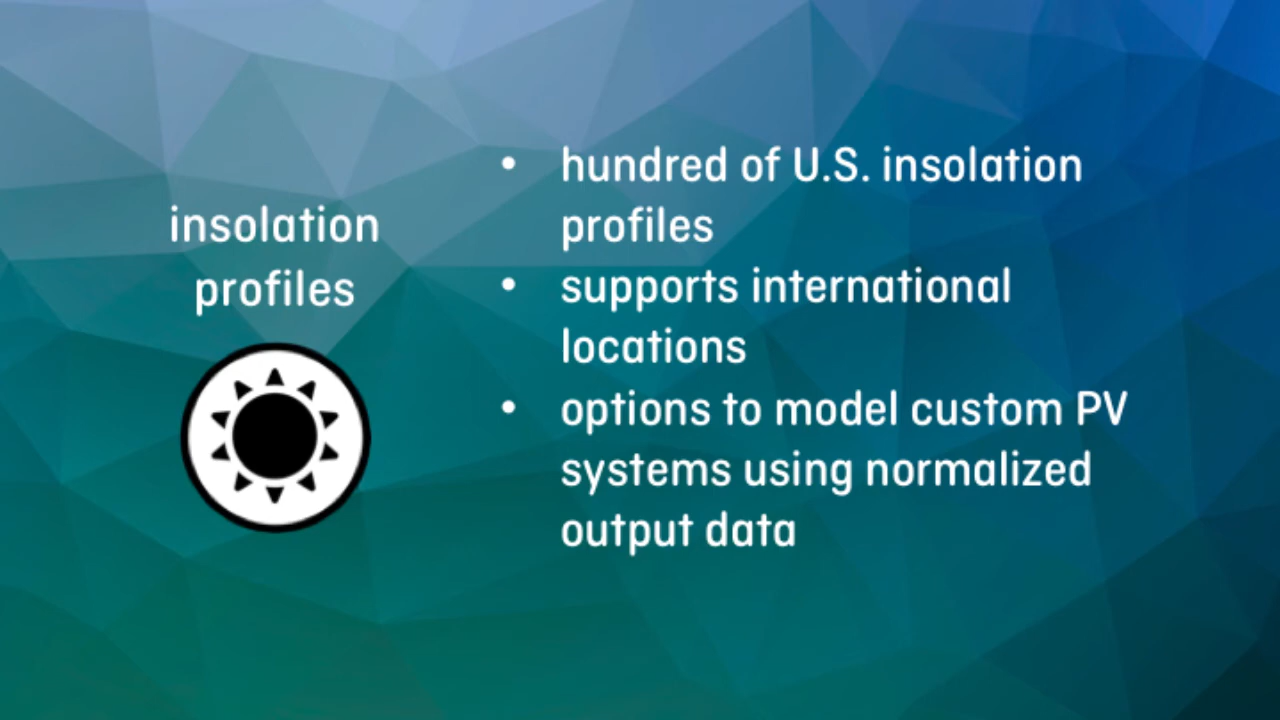 insolation
profiles
• hundred of U.S. insolation
profiles
• supports international
locations
• options to model custom PV
systems using normalized
output data